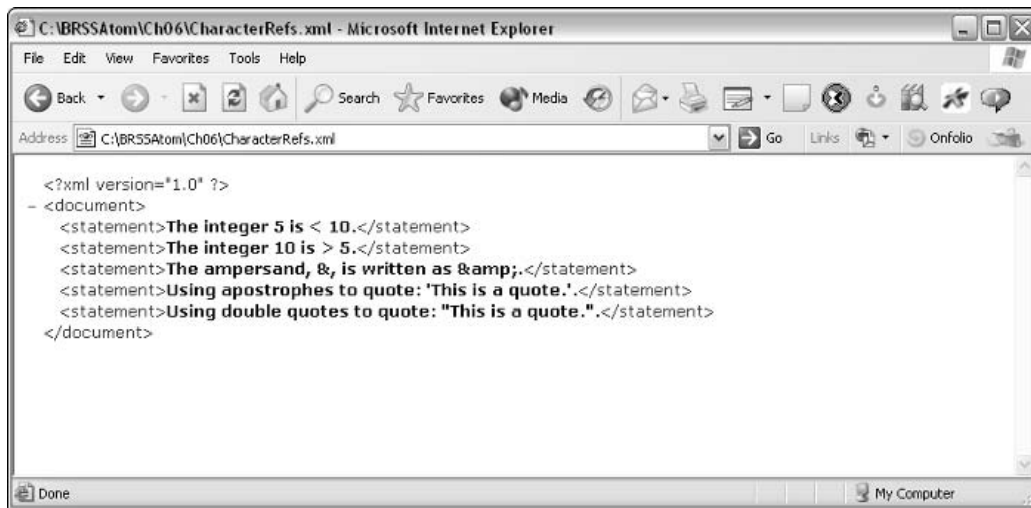 C:\BRSSAtom\Ch06\CharacterRefs.xml - Microsoft Internet Explorer
File Edit View Favorites Tools Help
Back Search Favorites Media
Address C:\BRSSAtom\Ch06\CharacterRefs.xml Go Links Onfolio
<?xml version="1.0" ?>
- <document>
<statement>The integer 5 is < 10.</statement>
<statement>The integer 10 is > 5.</statement>
<statement>The ampersand, &, is written as &amp;.</statement>
<statement>Using apostrophes to quote: 'This is a quote.'.</statement>
<statement>Using double quotes to quote: "This is a quote.".</statement>
</document>
Done My Computer